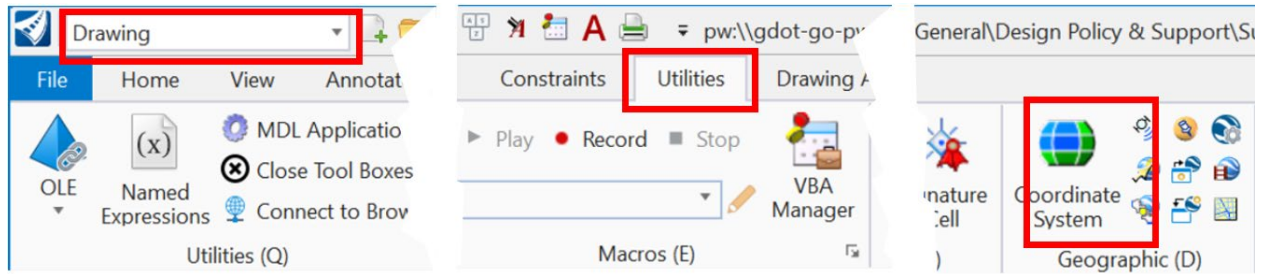 Drawing
File Home View Annotat
OLE
(x)
Named
Expressions
MDL Applicatio
Close Tool Boxes
Connect to Brow
Utilities (Q)
pw:\\gdot-go-pw
Constraints Utilities Drawing A
Play Record Stop
VBA
Manager
Macros (E)
General\Design Policy & Support\Su
nature
Cell
)
Coordinate
System
Geographic (D)